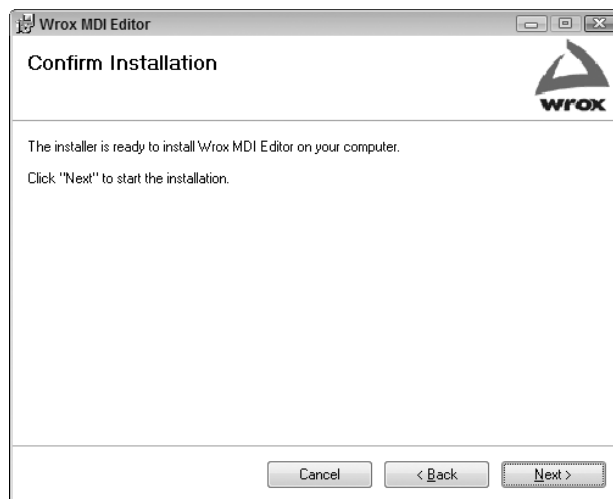 Wrox MDI Editor
Confirm Installation
wrox
The installer is ready to install Wrox MDI Editor on your computer.
Click "Next" to start the installation.
Cancel
< Back
Next >